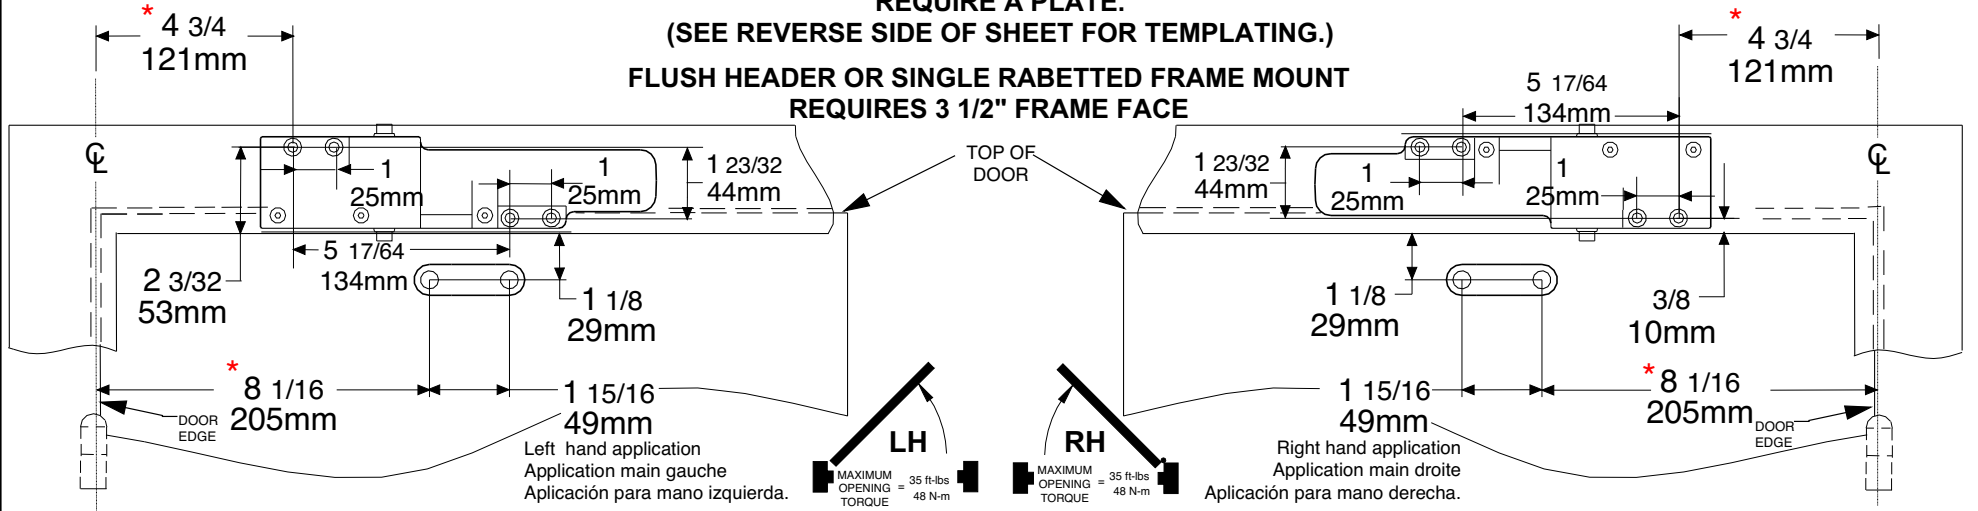 REQUIRE A PLATE.
(SEE REVERSE SIDE OF SHEET FOR TEMPLATING.)
FLUSH HEADER OR SINGLE RABETTED FRAME MOUNT
REQUIRES 3 1/2" FRAME FACE
*
4 3/4
121mm
℄
1
25mm
1
25mm
1 23/32
44mm
5 17/64
134mm
2 3/32
53mm
1 1/8
29mm
*
8 1/16
205mm
1 15/16
49mm
DOOR
EDGE
Left hand application
Application main gauche
Aplicación para mano izquierda.
TOP OF
DOOR
LH
MAXIMUM
OPENING
TORQUE
= 35 ft-lbs
48 N-m
RH
MAXIMUM
OPENING
TORQUE
= 35 ft-lbs
48 N-m
*
4 3/4
121mm
5 17/64
134mm
℄
1 23/32
44mm
1
25mm
1
25mm
1 1/8
29mm
3/8
10mm
1 15/16
49mm
*
8 1/16
205mm
DOOR
EDGE
Right hand application
Application main droite
Aplicación para mano derecha.